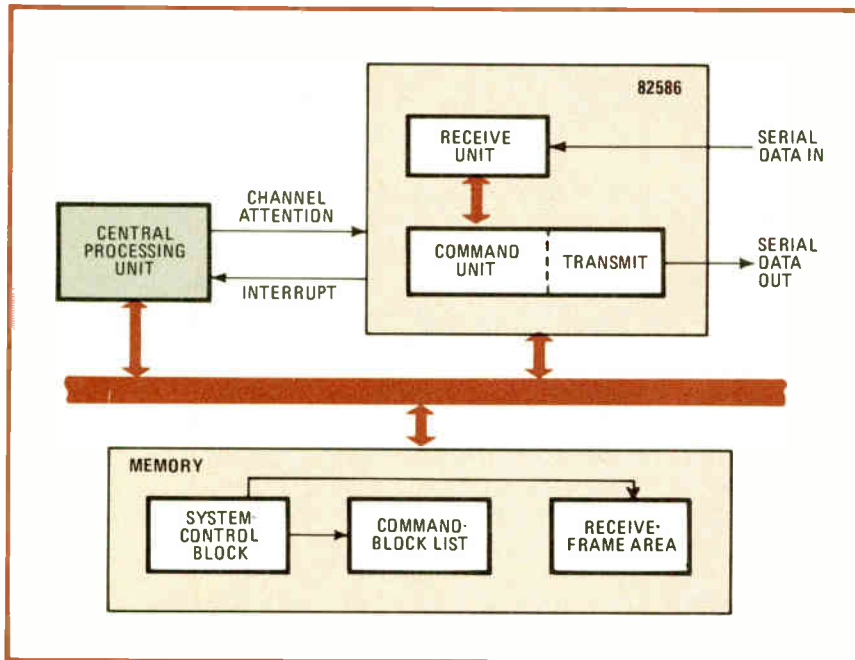 82586
RECEIVE
UNIT
SERIAL
DATA IN
CHANNEL
ATTENTION
CENTRAL
PROCESSING
UNIT
COMMAND
UNIT
TRANSMIT
SERIAL
DATA
OUT
INTERRUPT
MEMORY
SYSTEM-
CONTROL
BLOCK
COMMAND-
BLOCK LIST
RECEIVE-
FRAME AREA